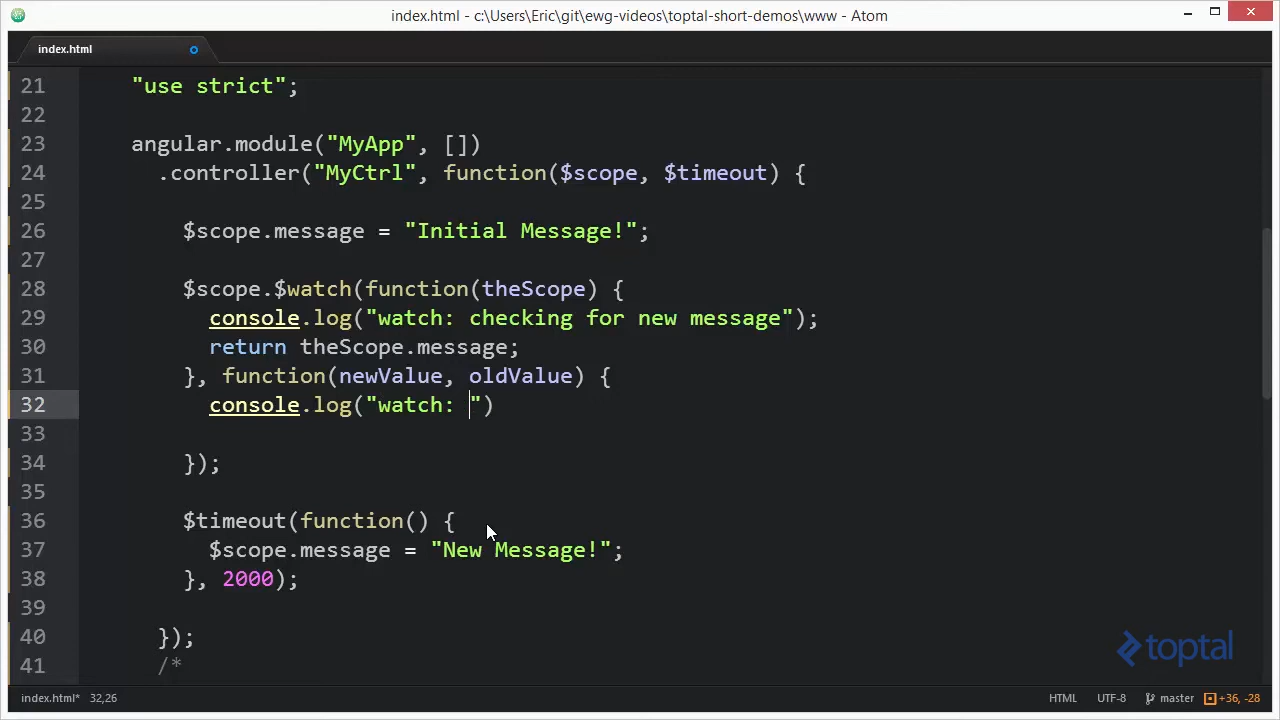 index.html - c:\Users\Eric\git\ewg-videos\toptal-short-demos\www - Atom
index.html
21 "use strict";
22
23 angular.module("MyApp", [])
24 .controller("MyCtrl", function($scope, $timeout) {
25
26 $scope.message = "Initial Message!";
27
28 $scope.$watch(function(theScope) {
29 console.log("watch: checking for new message");
30 return theScope.message;
31 }, function(newValue, oldValue) {
32 console.log("watch: ")
33
34 });
35
36 $timeout(function() {
37 $scope.message = "New Message!";
38 }, 2000);
39
40 });
41 /*
toptal
index.html* 32,26 HTML UTF-8 master +36, -28